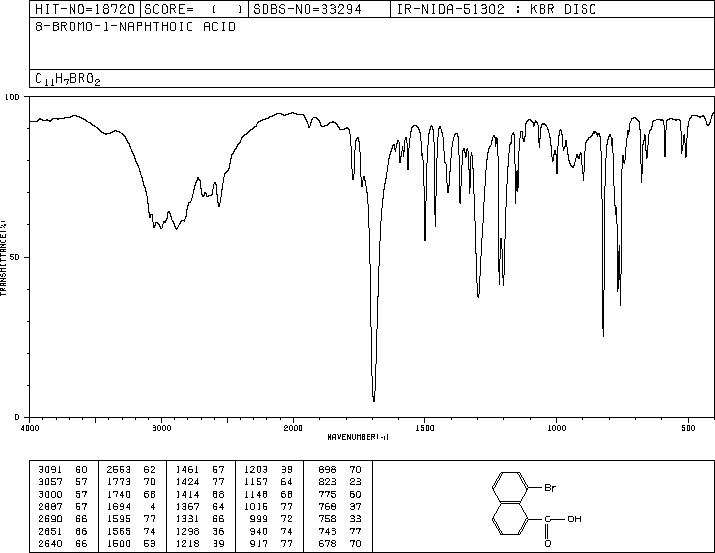 HIT-NO=18720 SCORE= ( ) SDBS-NO=33294 IR-NIDA-51302 : KBR DISC
8-BROMO-1-NAPHTHOIC ACID
C11H7BRO2
100
50
0
TRANSMITTANCE(%)
4000 3000 2000 1500 1000 500
WAVENUMBER(-1)
3091 60 2563 62 1461 57 1203 39 898 70
3057 57 1773 70 1424 77 1157 64 823 23
3000 57 1740 68 1414 68 1148 68 775 60
2887 57 1694 4 1367 64 1016 77 768 37
2690 66 1595 77 1331 66 999 72 758 33
2651 66 1565 74 1298 36 940 74 743 77
2640 66 1500 53 1218 39 917 77 678 70
Br
C OH
O